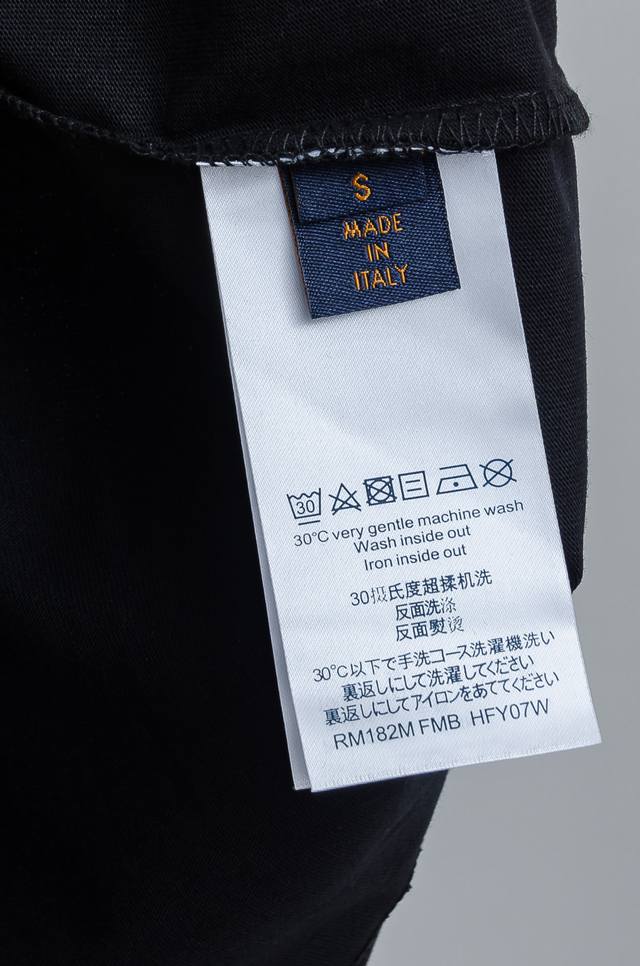 S
MADE
IN
ITALY
30
30°C very gentle machine wash
Wash inside out
Iron inside out
30摄氏度超揉机洗
反面洗涤
反面熨烫
30℃以下で手洗コース洗濯機洗い
裏返しにして洗濯してください
裏返しにしてアイロンをあててください
RM182M FMB HFY07W